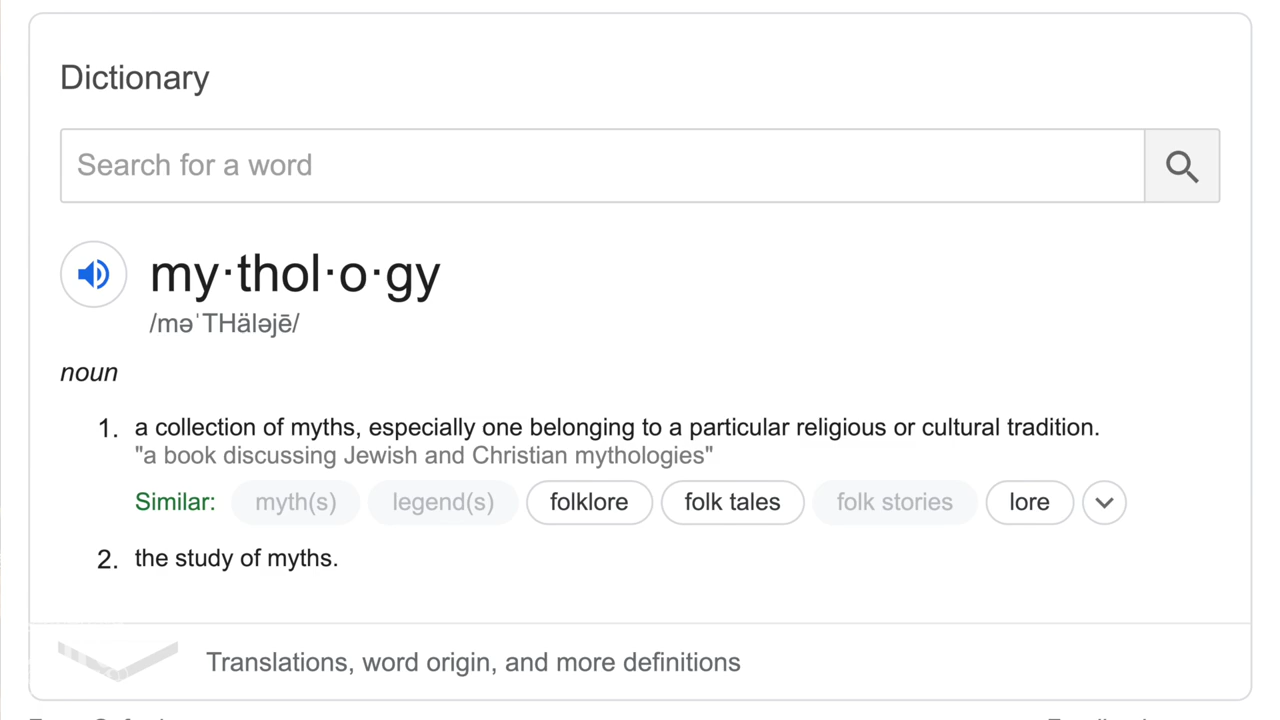 Dictionary
Search for a word
my·thol·o·gy
/məˈTHäləjē/
noun
1. a collection of myths, especially one belonging to a particular religious or cultural tradition.
"a book discussing Jewish and Christian mythologies"
Similar: myth(s) legend(s) folklore folk tales folk stories lore
2. the study of myths.
Translations, word origin, and more definitions